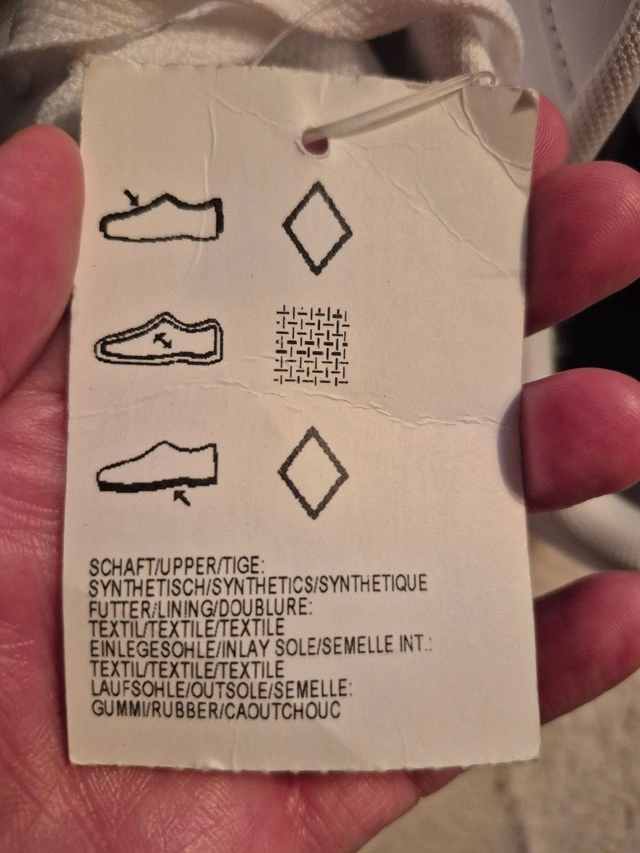 SCHAFT/UPPER/TIGE:
SYNTHETISCH/SYNTHETICS/SYNTHETIQUE
FUTTER/LINING/DOUBLURE:
TEXTIL/TEXTILE/TEXTILE
EINLEGESOHLE/INLAY SOLE/SEMELLE INT.:
TEXTIL/TEXTILE/TEXTILE
LAUFSOHLE/OUTSOLE/SEMELLE:
GUMMI/RUBBER/CAOUTCHOUC